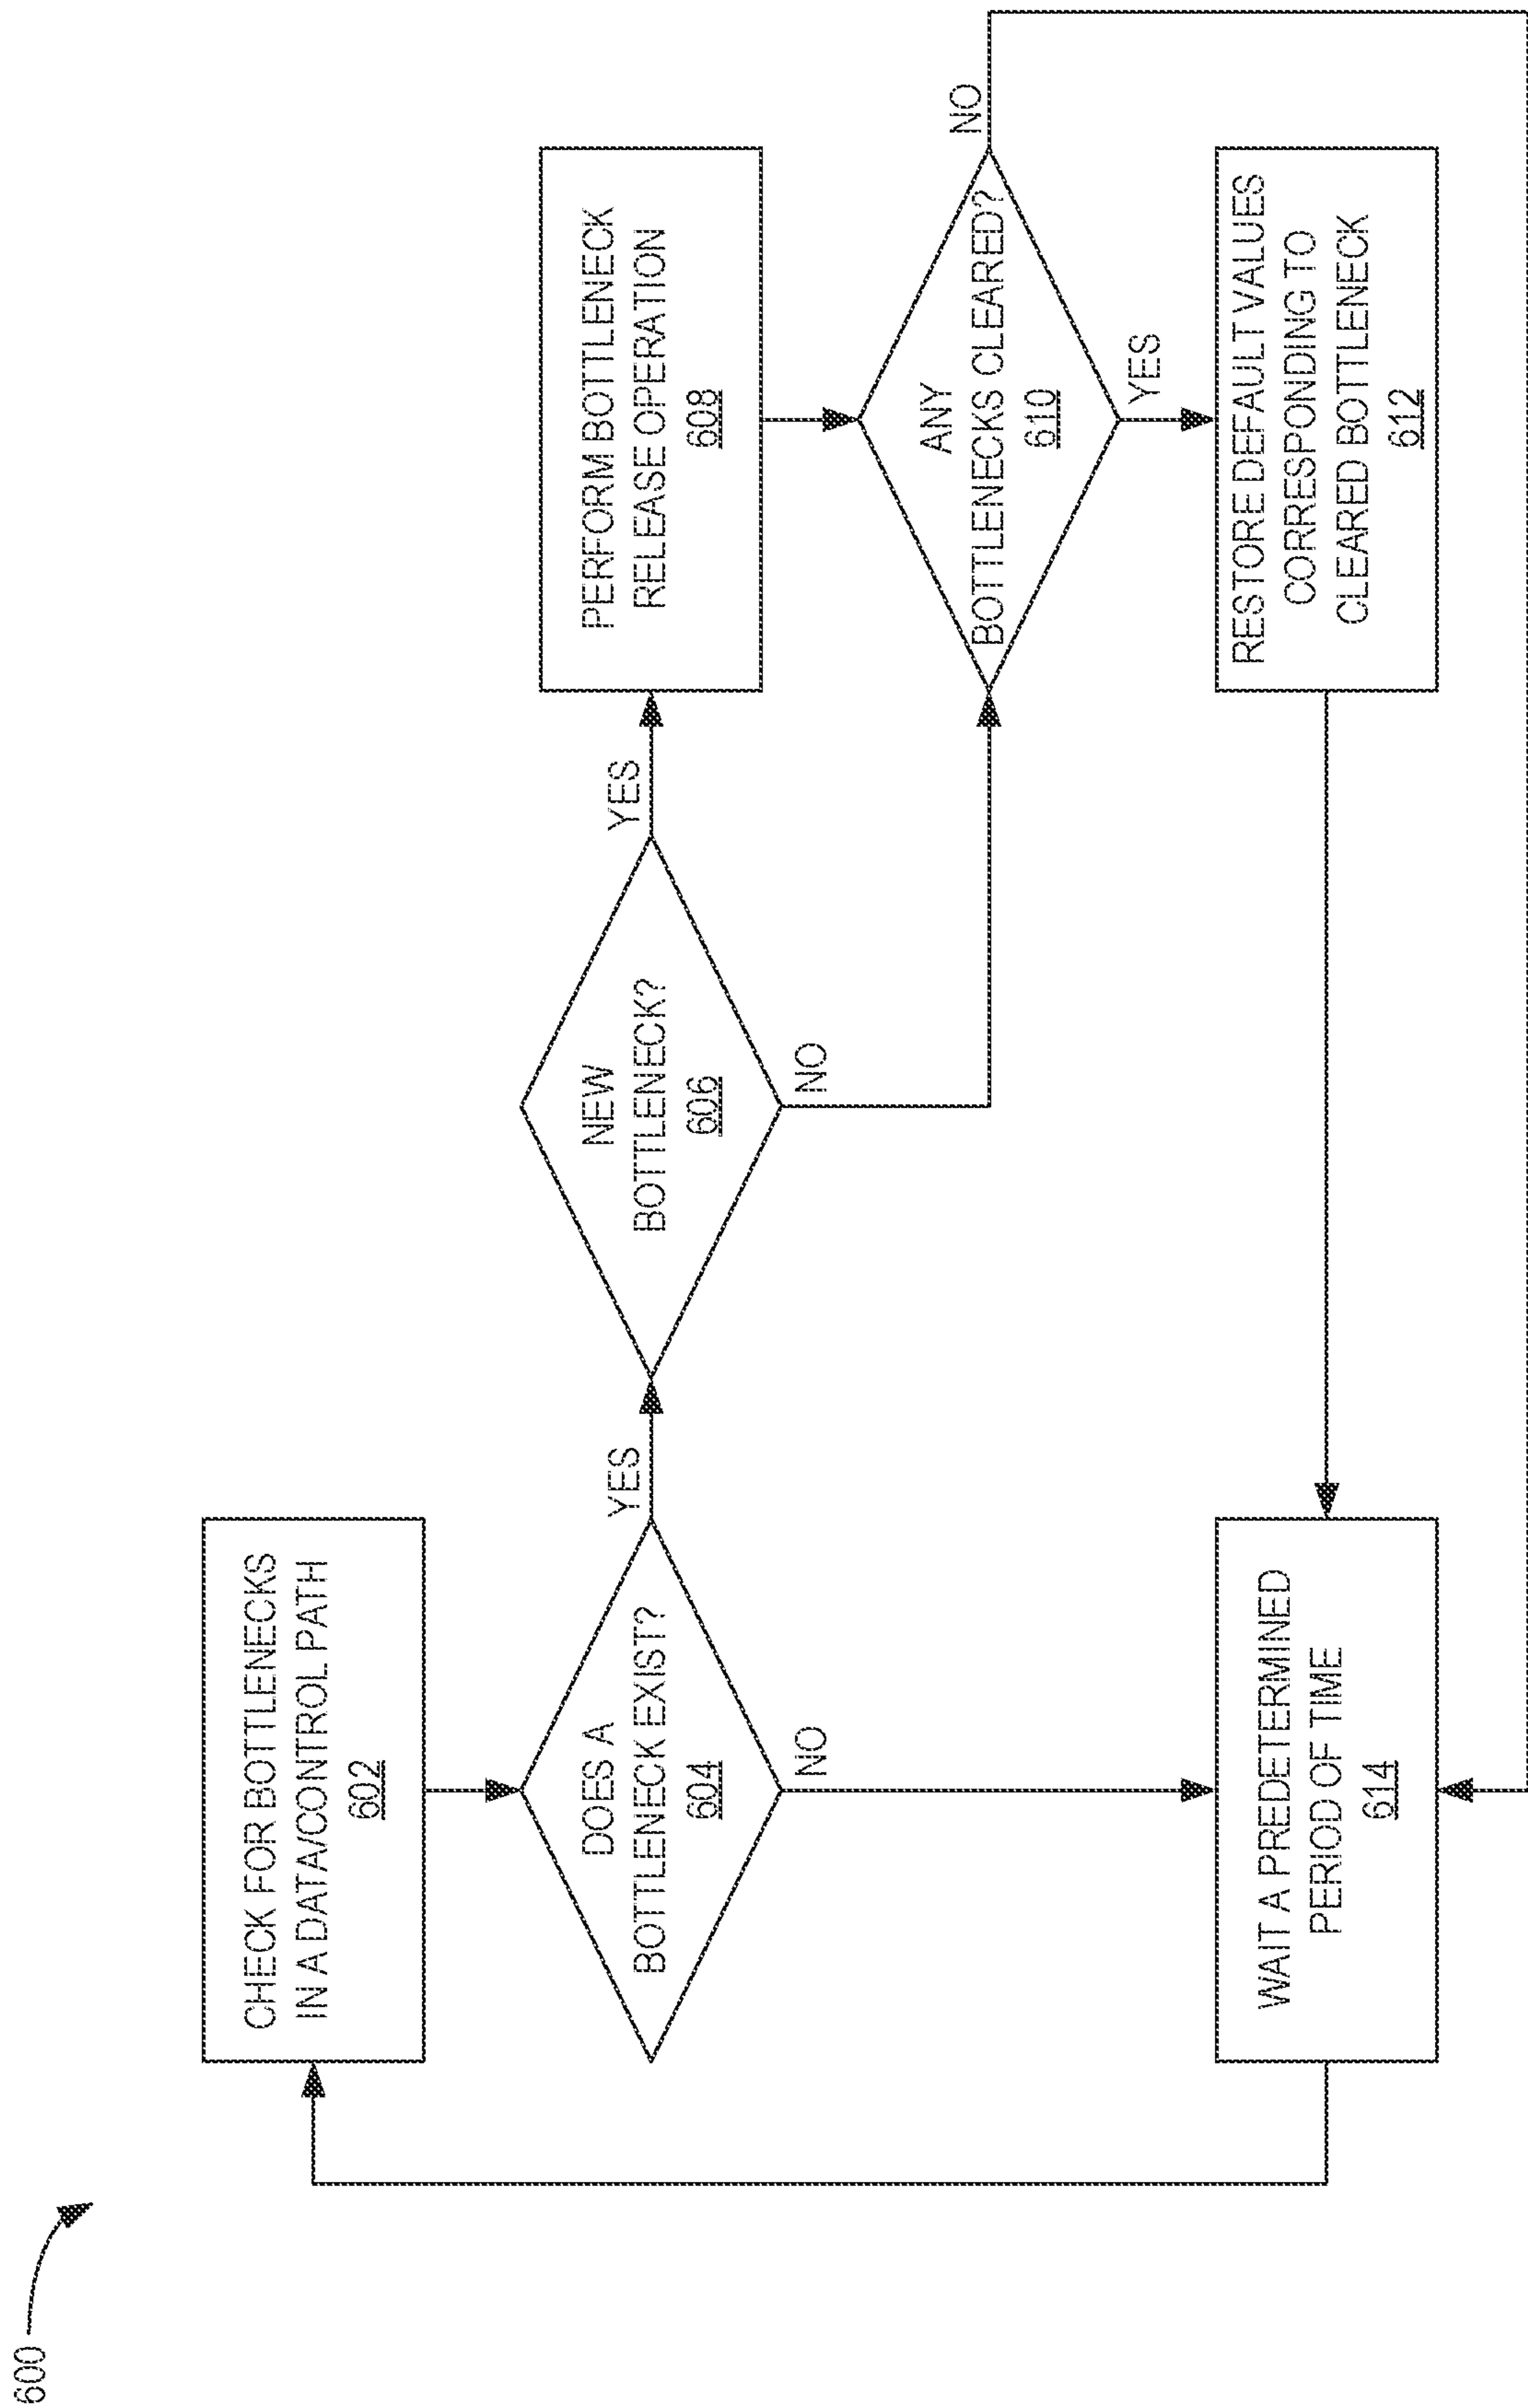 600
CHECK FOR BOTTLENECKS
IN A DATA/CONTROL PATH
602
DOES A
BOTTLENECK EXIST?
604
YES
NO
NEW
BOTTLENECK?
606
YES
NO
PERFORM BOTTLENECK
RELEASE OPERATION
608
ANY
BOTTLENECKS CLEARED?
610
NO
YES
RESTORE DEFAULT VALUES
CORRESPONDING TO
CLEARED BOTTLENECK
612
WAIT A PREDETERMINED
PERIOD OF TIME
614